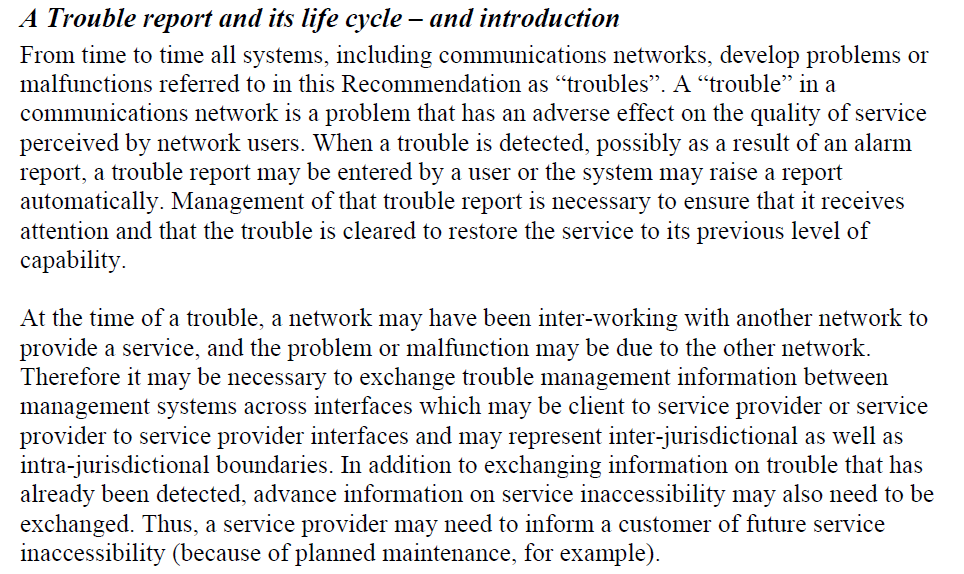 A Trouble report and its life cycle – and introduction
From time to time all systems, including communications networks, develop problems or
malfunctions referred to in this Recommendation as “troubles”. A “trouble” in a
communications network is a problem that has an adverse effect on the quality of service
perceived by network users. When a trouble is detected, possibly as a result of an alarm
report, a trouble report may be entered by a user or the system may raise a report
automatically. Management of that trouble report is necessary to ensure that it receives
attention and that the trouble is cleared to restore the service to its previous level of
capability.
At the time of a trouble, a network may have been inter-working with another network to
provide a service, and the problem or malfunction may be due to the other network.
Therefore it may be necessary to exchange trouble management information between
management systems across interfaces which may be client to service provider or service
provider to service provider interfaces and may represent inter-jurisdictional as well as
intra-jurisdictional boundaries. In addition to exchanging information on trouble that has
already been detected, advance information on service inaccessibility may also need to be
exchanged. Thus, a service provider may need to inform a customer of future service
inaccessibility (because of planned maintenance, for example).